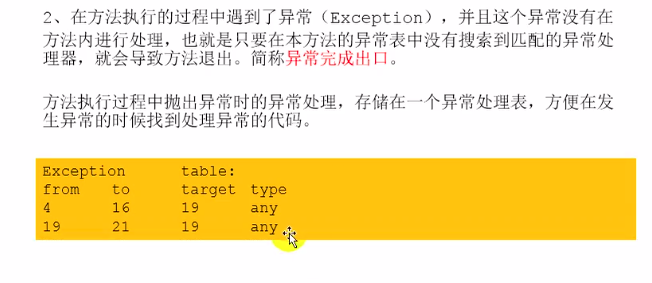 2、在方法执行的过程中遇到了异常（Exception），并且这个异常没有在
方法内进行处理，也就是只要在本方法的异常表中没有搜索到匹配的异常处
理器，就会导致方法退出。简称异常完成出口。
方法执行过程中抛出异常时的异常处理，存储在一个异常处理表，方便在发
生异常的时候找到处理异常的代码。
Exception table:
from to target type
4 16 19 any
19 21 19 any